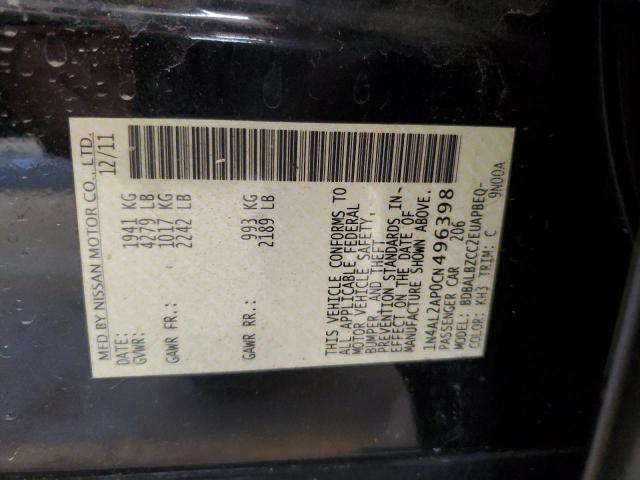 MFD BY NISSAN MOTOR CO., LTD.
DATE: 12/11
GVWR: 1941 KG
4279 LB
GAWR FR.: 1017 KG
2242 LB
GAWR RR.: 993 KG
2189 LB
THIS VEHICLE CONFORMS TO
ALL APPLICABLE FEDERAL
MOTOR VEHICLE SAFETY,
BUMPER, AND THEFT
PREVENTION STANDARDS IN
EFFECT ON THE DATE OF
MANUFACTURE SHOWN ABOVE.
1N4AL2AP0CN496398
PASSENGER CAR 206
MODEL: BDBALBZCC2EUAPBEQ-
COLOR: KH3 TRIM: C 9N00A